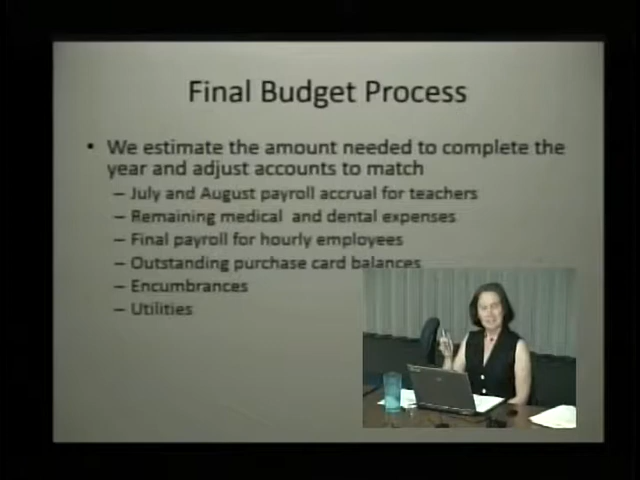 Final Budget Process
• We estimate the amount needed to complete the
year and adjust accounts to match
– July and August payroll accrual for teachers
– Remaining medical and dental expenses
– Final payroll for hourly employees
– Outstanding purchase card balances
– Encumbrances
– Utilities